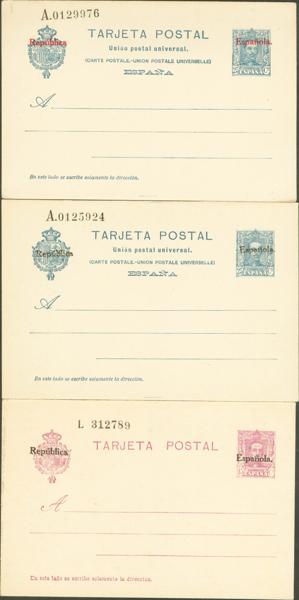 A.0129976
TARJETA POSTAL
República Española.
Unión postal universal.
(CARTE POSTALE.-UNION POSTALE UNIVERSELLE)
ESPAÑA
A
En este lado se escribe solamente la dirección.
A.0125924
TARJETA POSTAL
República Española.
Unión postal universal.
(CARTE POSTALE.-UNION POSTALE UNIVERSELLE)
ESPAÑA
A
En este lado se escribe solamente la dirección.
L 312789
TARJETA POSTAL
República Española.
A
En este lado se escribe solamente la dirección.